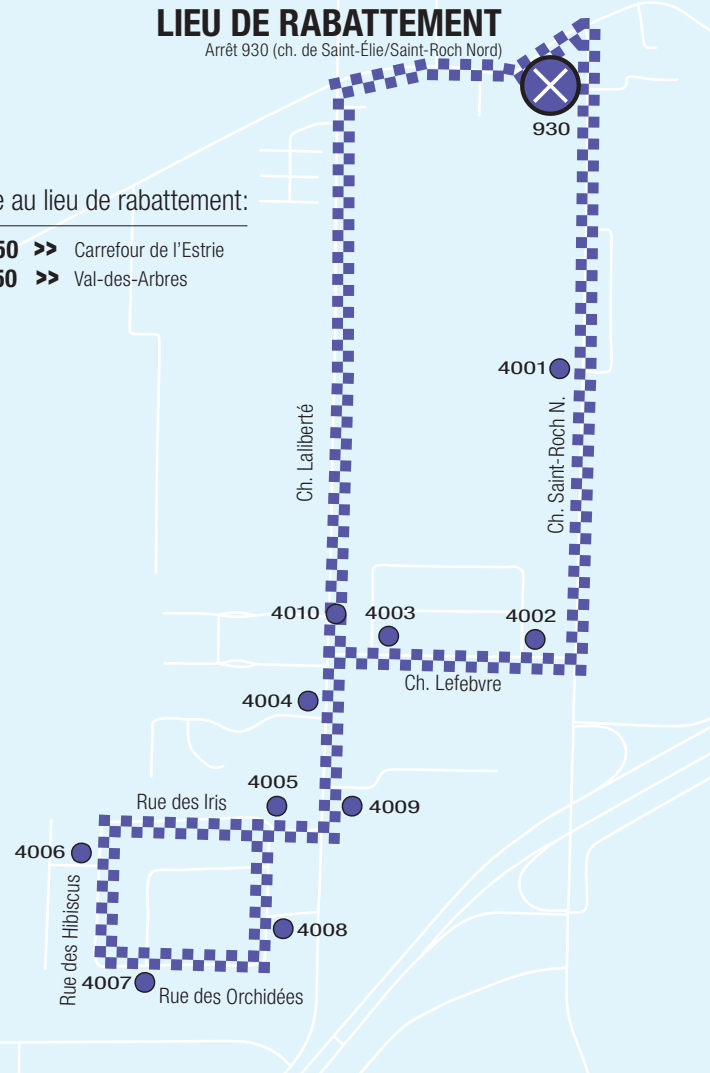 LIEU DE RABATTEMENT
Arrêt 930 (ch. de Saint-Élie/Saint-Roch Nord)
930
au lieu de rabattement:
50 >> Carrefour de l'Estrie
50 >> Val-des-Arbres
4001
Ch. Laliberté
Ch. Saint-Roch N.
4010
4003
4002
Ch. Lefebvre
4004
4005
Rue des Iris
4009
4006
Rue des Hibiscus
4008
4007
Rue des Orchidées